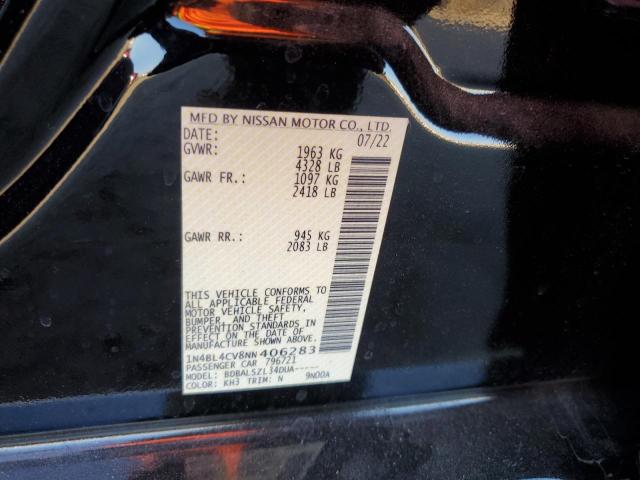 MFD BY NISSAN MOTOR CO., LTD.
DATE: 07/22
GVWR: 1963 KG
4328 LB
GAWR FR: 1097 KG
2418 LB
GAWR RR.: 945 KG
2083 LB
THIS VEHICLE CONFORMS TO
ALL APPLICABLE FEDERAL
MOTOR VEHICLE SAFETY,
BUMPER, AND THEFT
PREVENTION STANDARDS IN EFFECT
ON THE DATE OF
MANUFACTURE SHOWN ABOVE.
1N4BL4CV8NN406283
PASSENGER CAR 796721
MODEL: BDBALSZL34DUA-----
COLOR: KH3 TRIM: N 9N00A